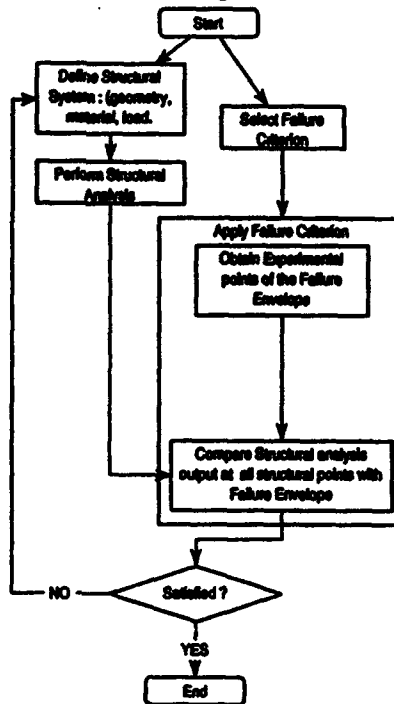 Start
Define Structural
System : (geometry,
material, load.
Select Failure
Criterion
Perform Structural
Analysis
Apply Failure Criterion
Obtain Experimental
points of the Failure
Envelope
Compare Structural analysis
output at all structural points with
Failure Envelope
NO
Satisfied ?
YES
End